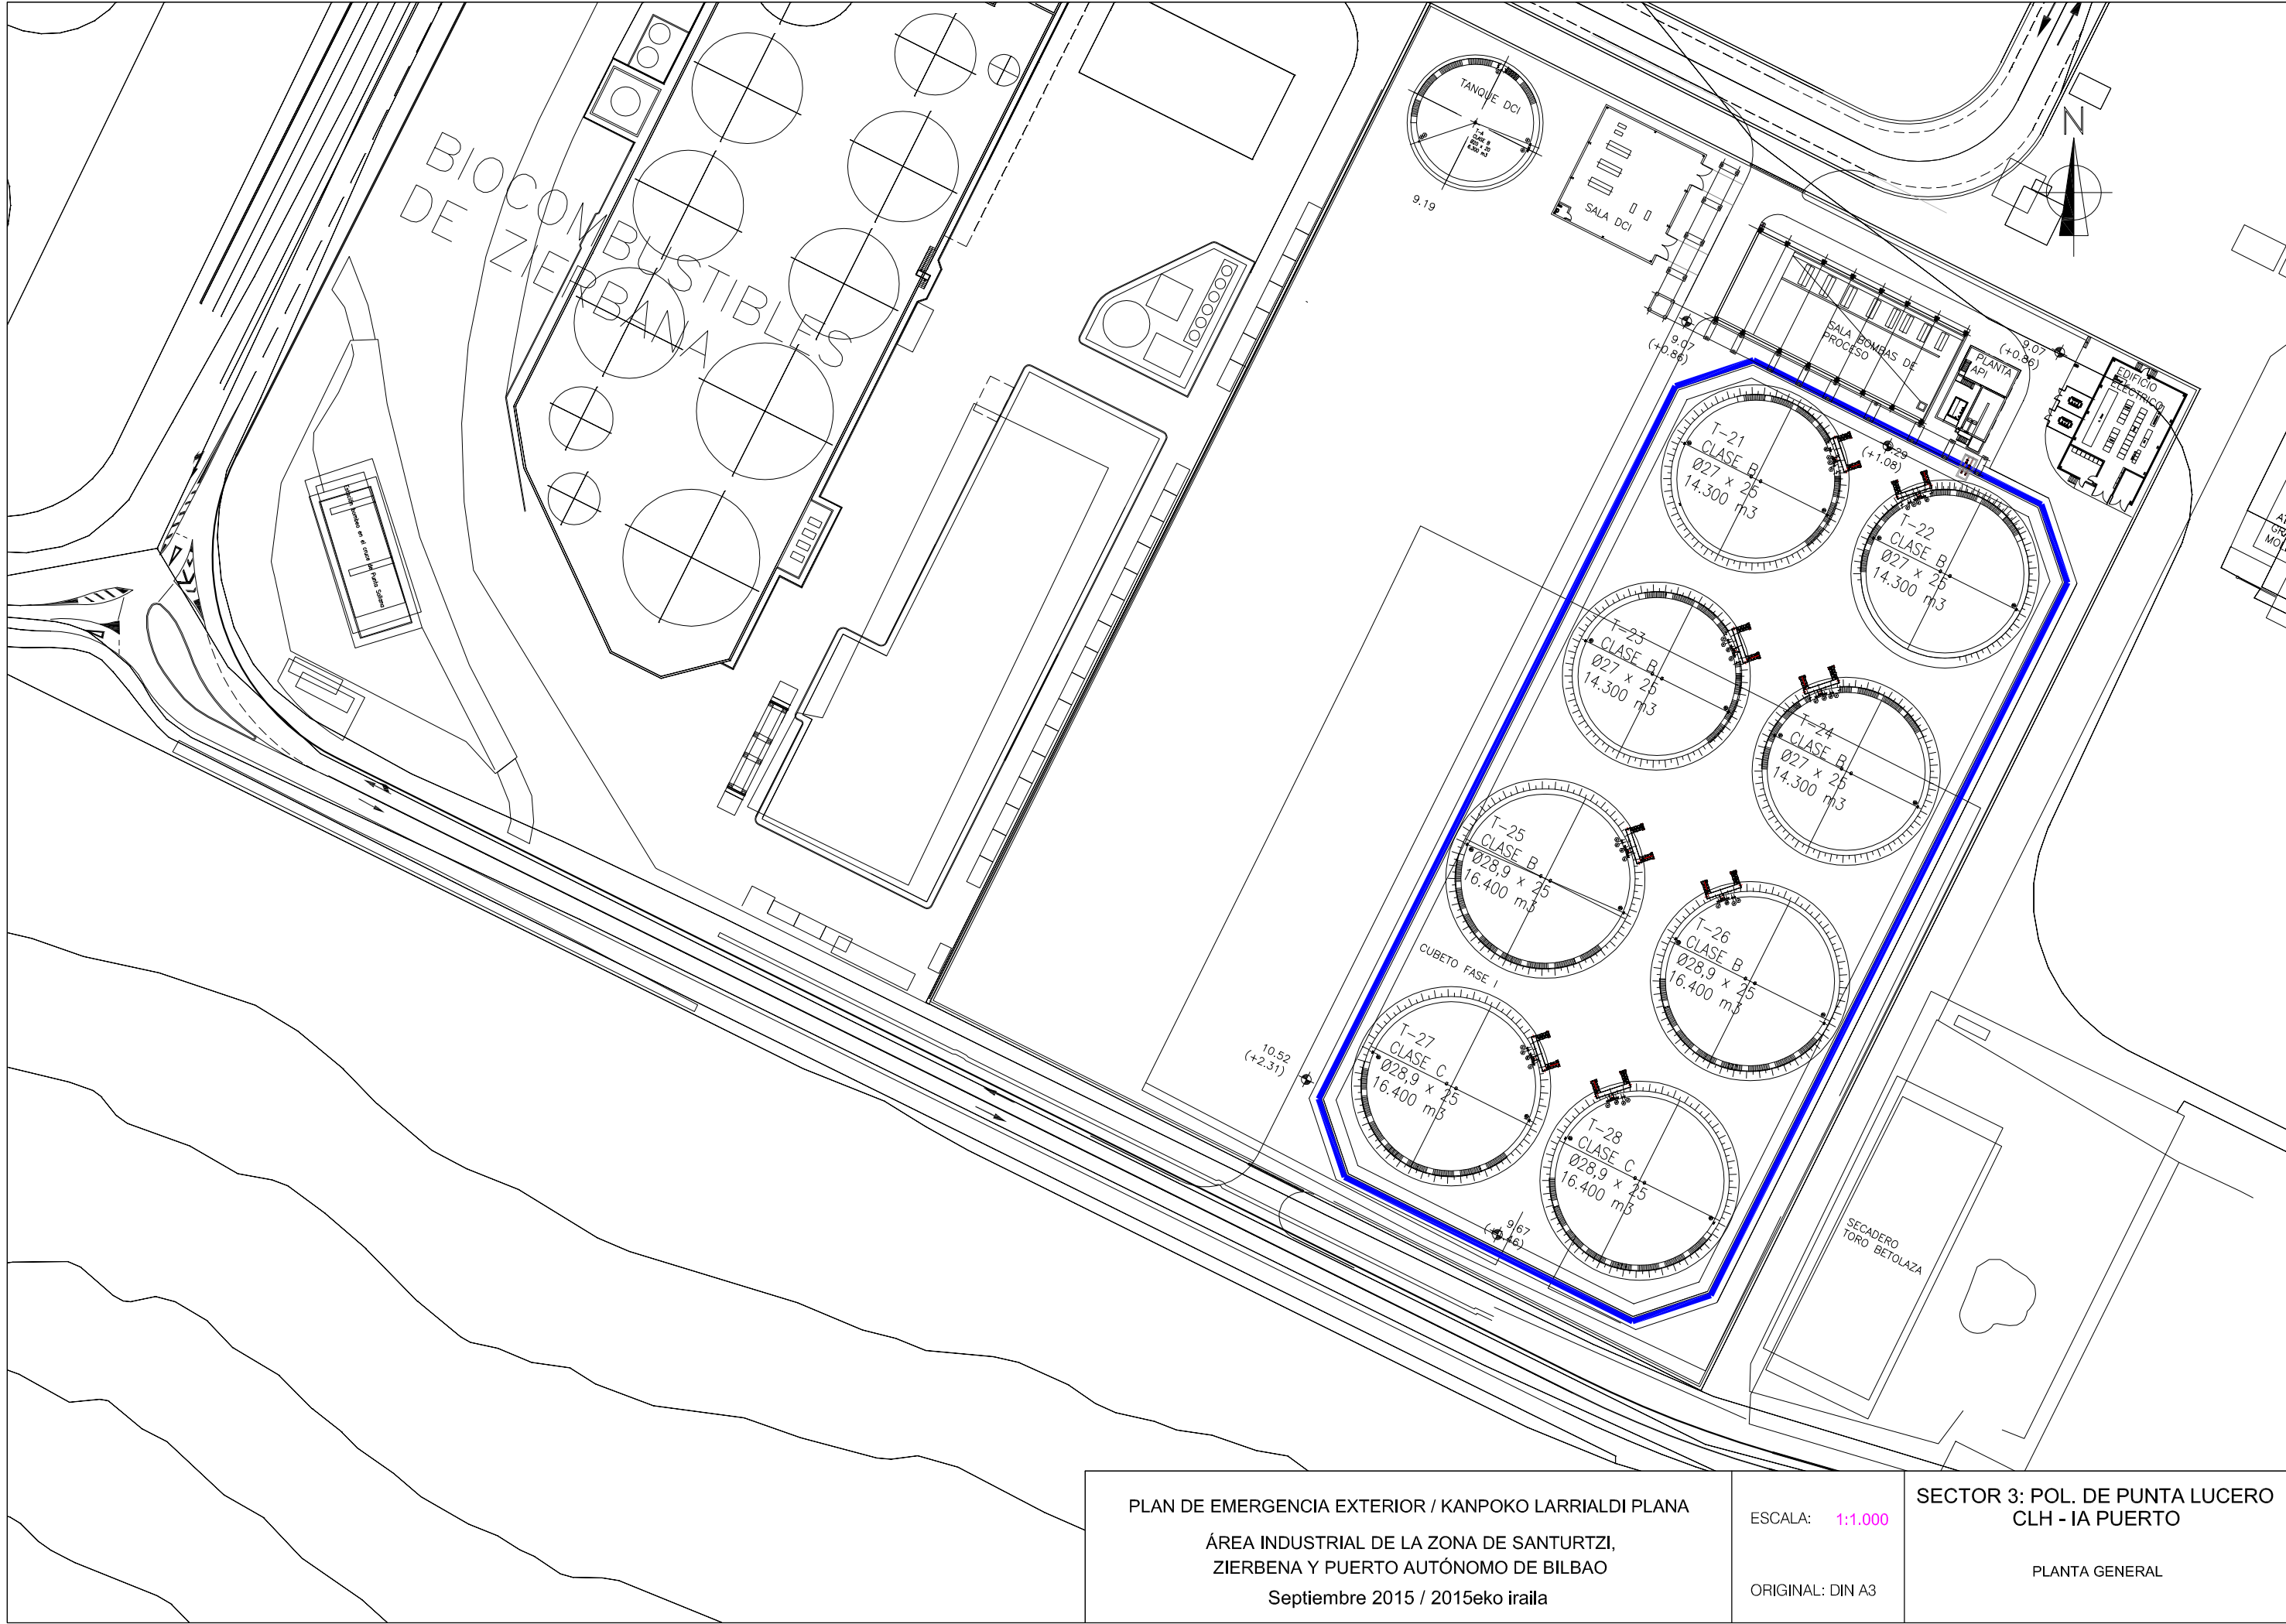 BIOCOMBUSTIBLES
DE ZIERBANA
TANQUE DCI
T-4
CLASE B
9.19
SALA DCI
N
9.07
(+0.86)
SALA BOMBAS DE
PROCESO
PLANTA
API
9.07
(+0.86)
EDIFICIO
ELECTRICO
(+1.08)
T-21
CLASE B
Ø27 x 25
14.300 m3
T-22
CLASE B
Ø27 x 25
14.300 m3
T-23
CLASE B
Ø27 x 25
14.300 m3
T-24
CLASE B
Ø27 x 25
14.300 m3
T-25
CLASE B
Ø28,9 x 25
16.400 m3
T-26
CLASE B
Ø28,9 x 25
16.400 m3
CUBETO FASE I
T-27
CLASE C
Ø28,9 x 25
16.400 m3
T-28
CLASE C
Ø28,9 x 25
16.400 m3
10.52
(+2.31)
9.67
SECADERO
TORO BETOLAZA
PLAN DE EMERGENCIA EXTERIOR / KANPOKO LARRIALDI PLANA
ÁREA INDUSTRIAL DE LA ZONA DE SANTURTZI,
ZIERBENA Y PUERTO AUTÓNOMO DE BILBAO
Septiembre 2015 / 2015eko iraila
ESCALA: 1:1.000
ORIGINAL: DIN A3
SECTOR 3: POL. DE PUNTA LUCERO
CLH - IA PUERTO
PLANTA GENERAL